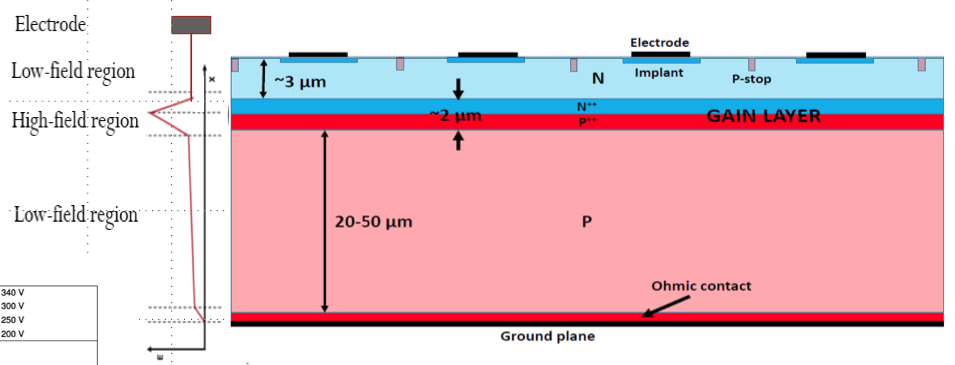 Electrode
Low-field region
High-field region
Low-field region
x
E
340 V
300 V
250 V
200 V
Electrode
Implant
P-stop
~3 µm
N
N++
~2 µm
P++
GAIN LAYER
20-50 µm
P
Ohmic contact
Ground plane